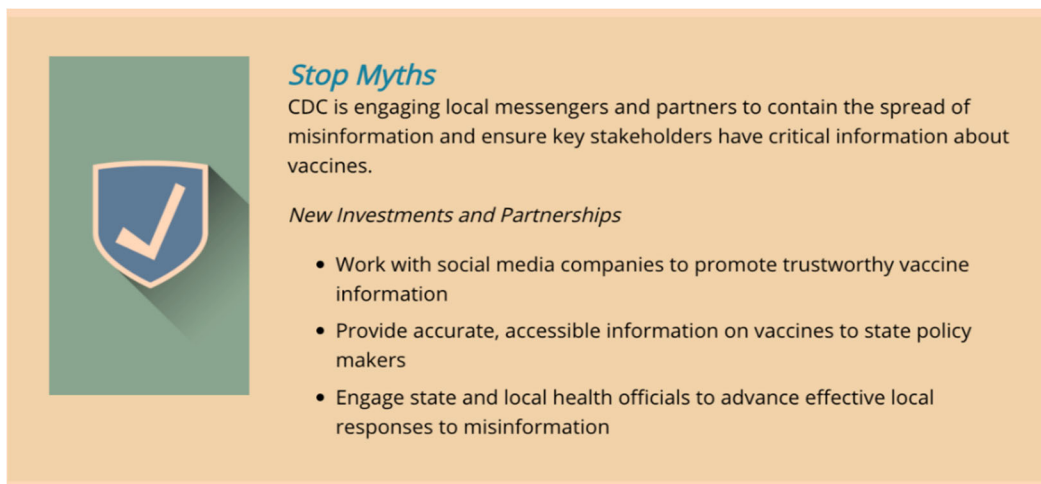 Stop Myths
CDC is engaging local messengers and partners to contain the spread of
misinformation and ensure key stakeholders have critical information about
vaccines.
New Investments and Partnerships
• Work with social media companies to promote trustworthy vaccine
information
• Provide accurate, accessible information on vaccines to state policy
makers
• Engage state and local health officials to advance effective local
responses to misinformation